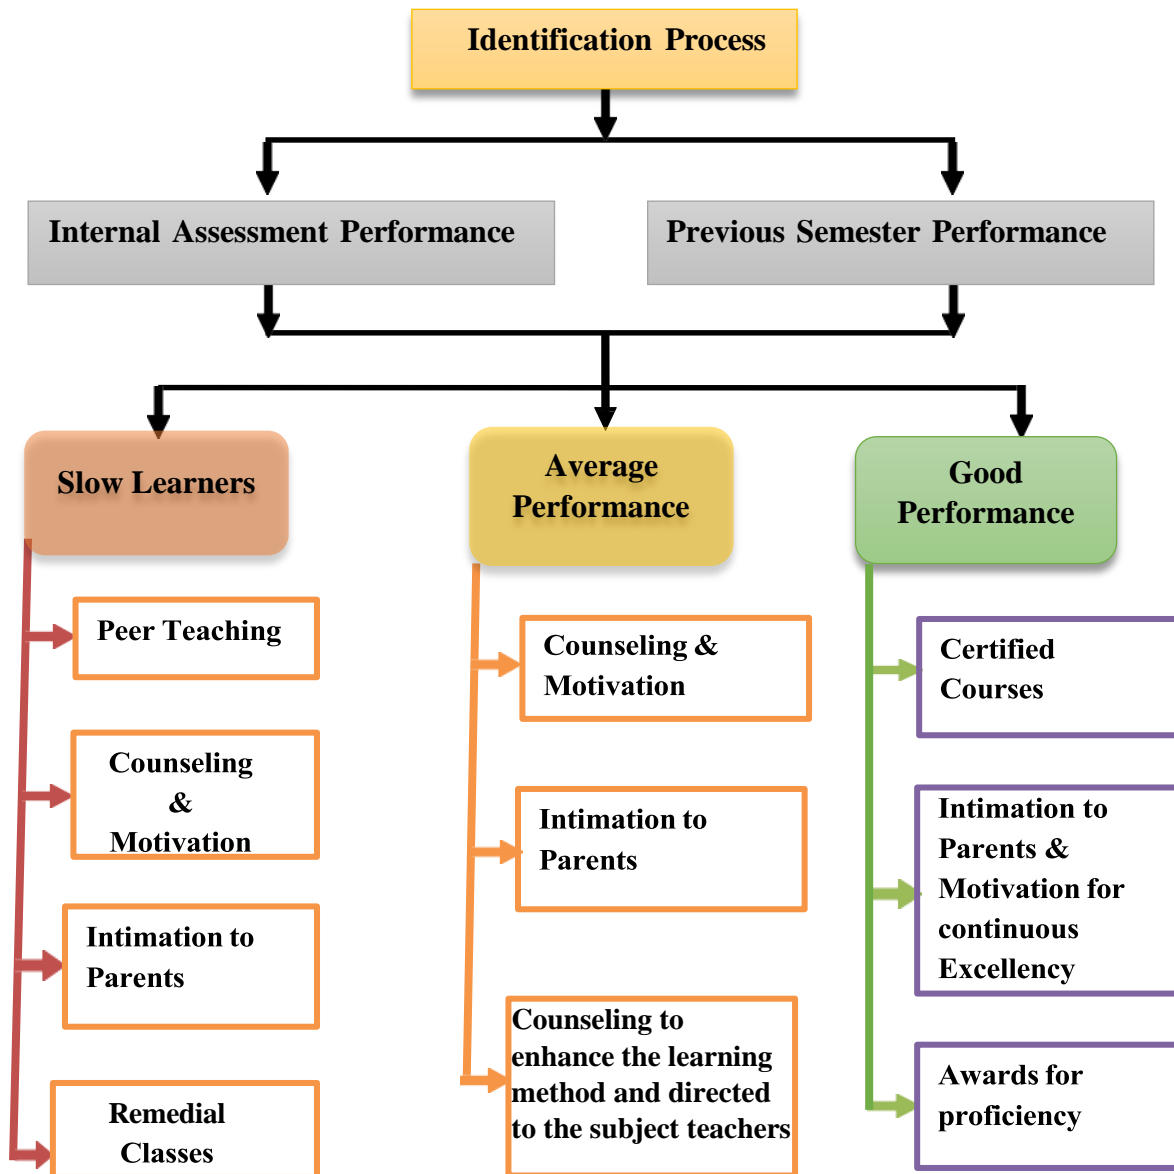 Identification Process
Internal Assessment Performance
Previous Semester Performance
Slow Learners
Average
Performance
Good
Performance
Peer Teaching
Counseling
&
Motivation
Intimation to
Parents
Remedial
Classes
Counseling &
Motivation
Intimation to
Parents
Counseling to
enhance the learning
method and directed
to the subject teachers
Certified
Courses
Intimation to
Parents &
Motivation for
continuous
Excellency
Awards for
proficiency